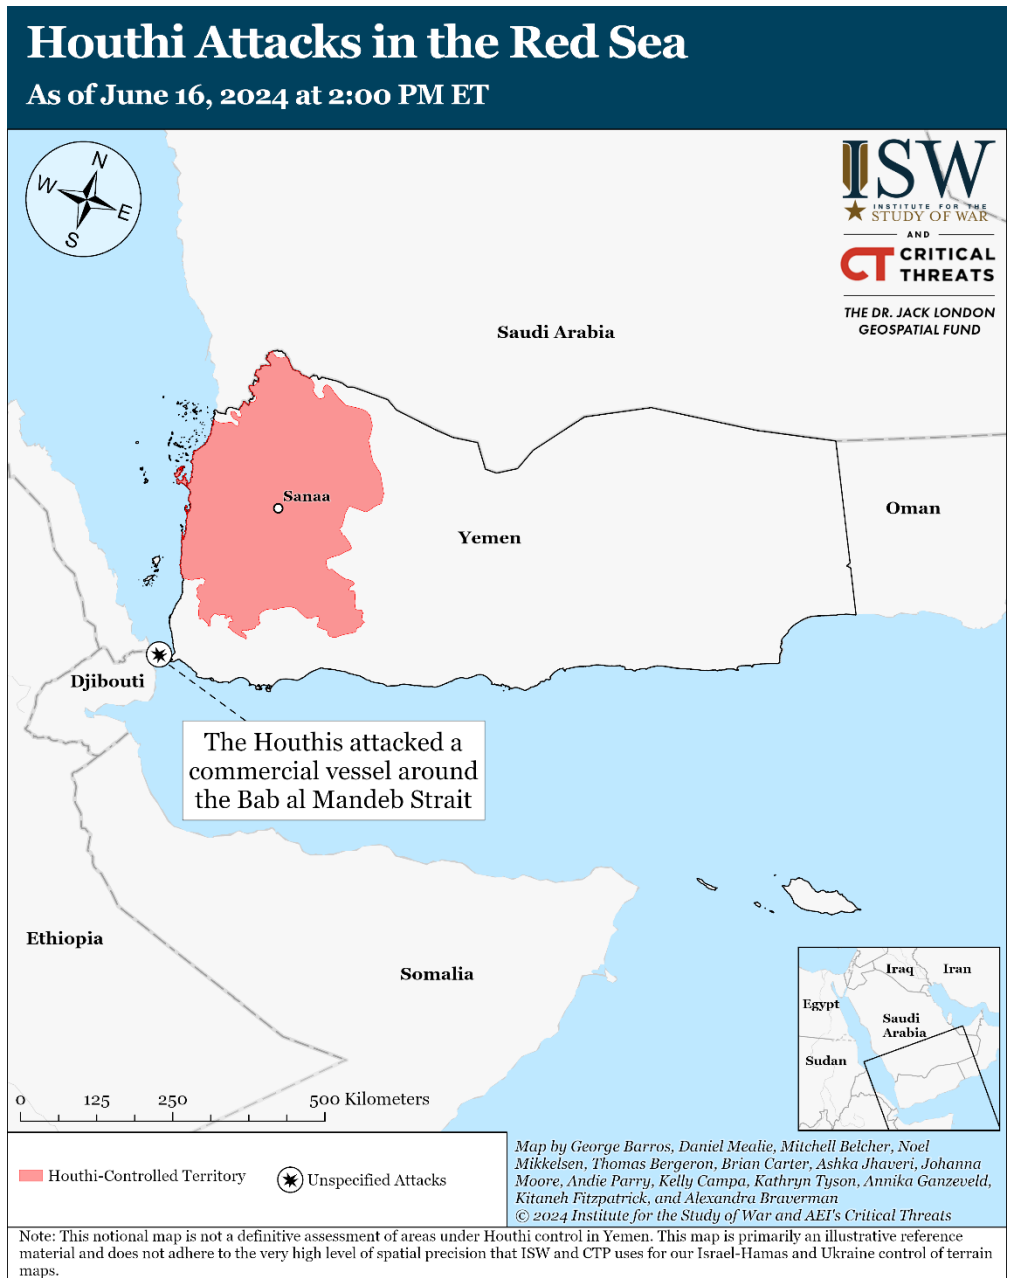 Houthi Attacks in the Red Sea
As of June 16, 2024 at 2:00 PM ET
N
W
E
S
ISW
INSTITUTE FOR THE
STUDY OF WAR
AND
CT CRITICAL
THREATS
THE DR. JACK LONDON
GEOSPATIAL FUND
Saudi Arabia
Sanaa
Oman
Yemen
Djibouti
The Houthis attacked a
commercial vessel around
the Bab al Mandeb Strait
Ethiopia
Somalia
Iraq
Iran
Egypt
Saudi
Arabia
Sudan
0 125 250 500 Kilometers
Houthi-Controlled Territory
Unspecified Attacks
Map by George Barros, Daniel Mealie, Mitchell Belcher, Noel
Mikkelsen, Thomas Bergeron, Brian Carter, Ashka Jhaveri, Johanna
Moore, Andie Parry, Kelly Campa, Kathryn Tyson, Annika Ganzeveld,
Kitaneh Fitzpatrick, and Alexandra Braverman
© 2024 Institute for the Study of War and AEI's Critical Threats
Note: This notional map is not a definitive assessment of areas under Houthi control in Yemen. This map is primarily an illustrative reference
material and does not adhere to the very high level of spatial precision that ISW and CTP uses for our Israel-Hamas and Ukraine control of terrain
maps.